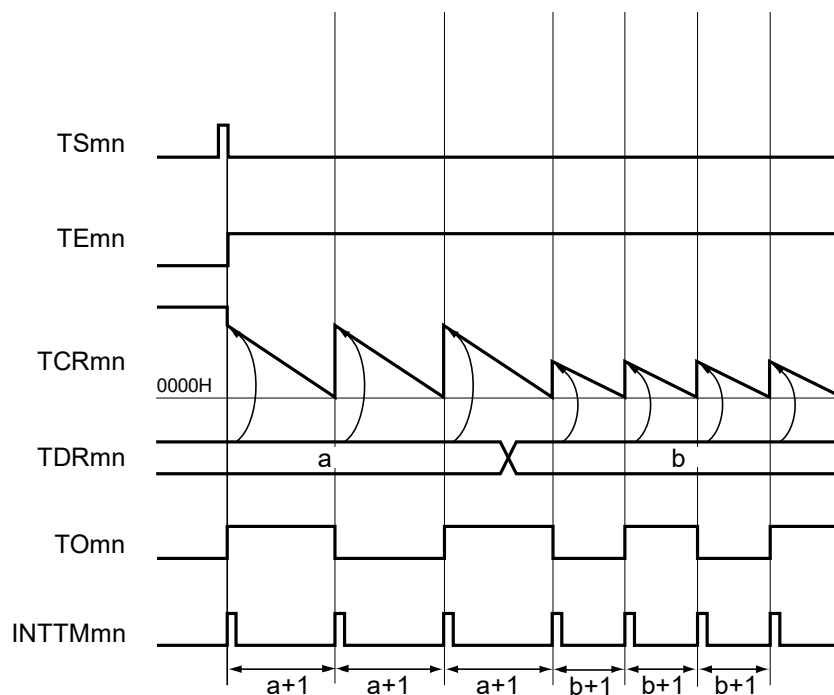 TSmn
TEmn
TCRmn
0000H
TDRmn
a
b
TOmn
INTTMmn
a+1
a+1
a+1
b+1
b+1
b+1